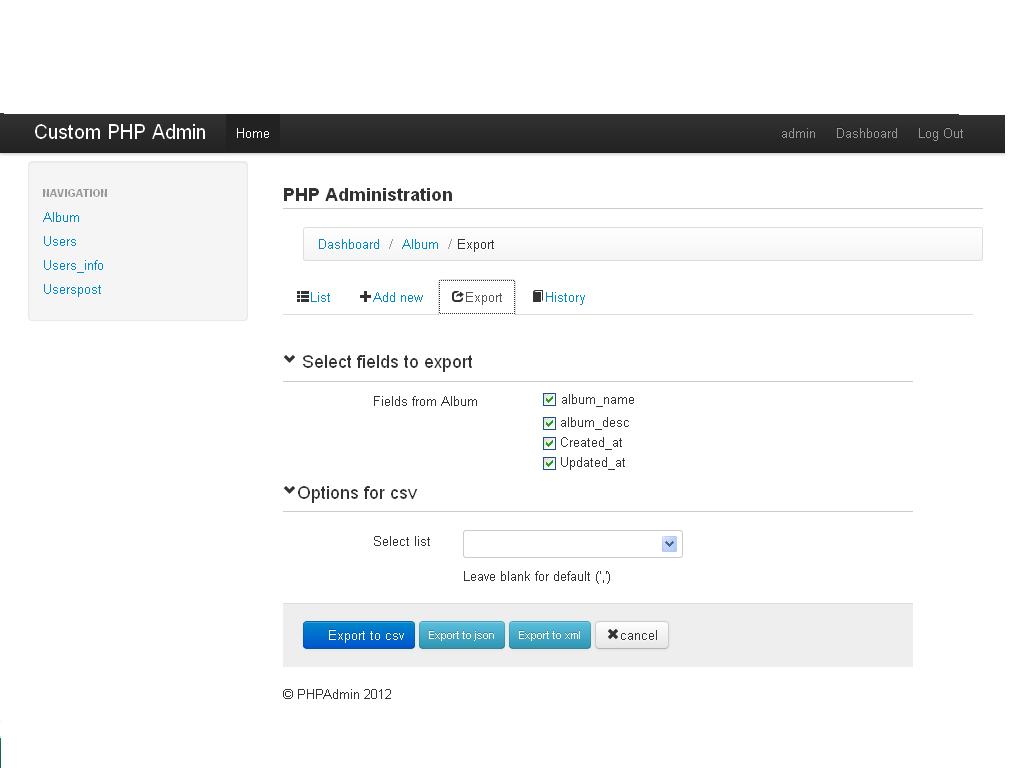 Custom PHP Admin Home admin Dashboard Log Out
NAVIGATION
Album
Users
Users_info
Userspost
PHP Administration
Dashboard / Album / Export
List Add new Export History
Select fields to export
Fields from Album
album_name
album_desc
Created_at
Updated_at
Options for csv
Select list
Leave blank for default (',')
Export to csv Export to json Export to xml cancel
© PHPAdmin 2012